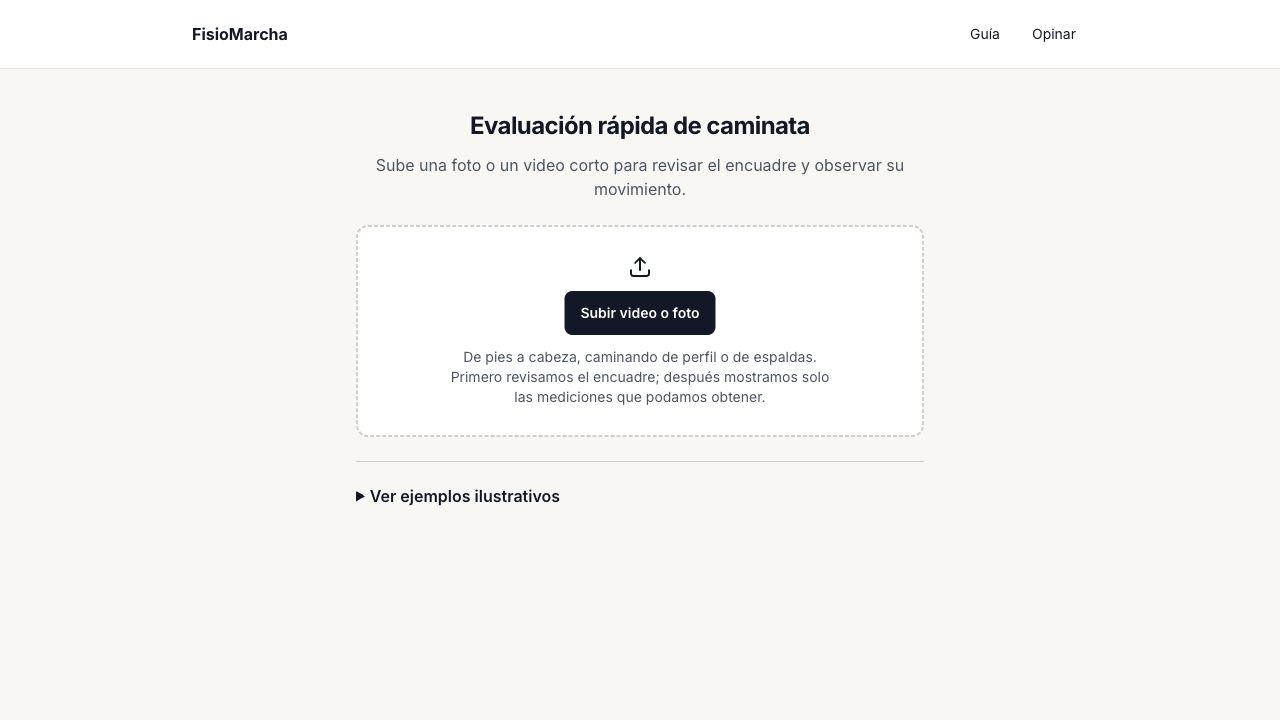 FisioMarcha
Guía
Opinar
Evaluación rápida de caminata
Sube una foto o un video corto para revisar el encuadre y observar su
movimiento.
Subir video o foto
De pies a cabeza, caminando de perfil o de espaldas.
Primero revisamos el encuadre; después mostramos solo
las mediciones que podamos obtener.
Ver ejemplos ilustrativos